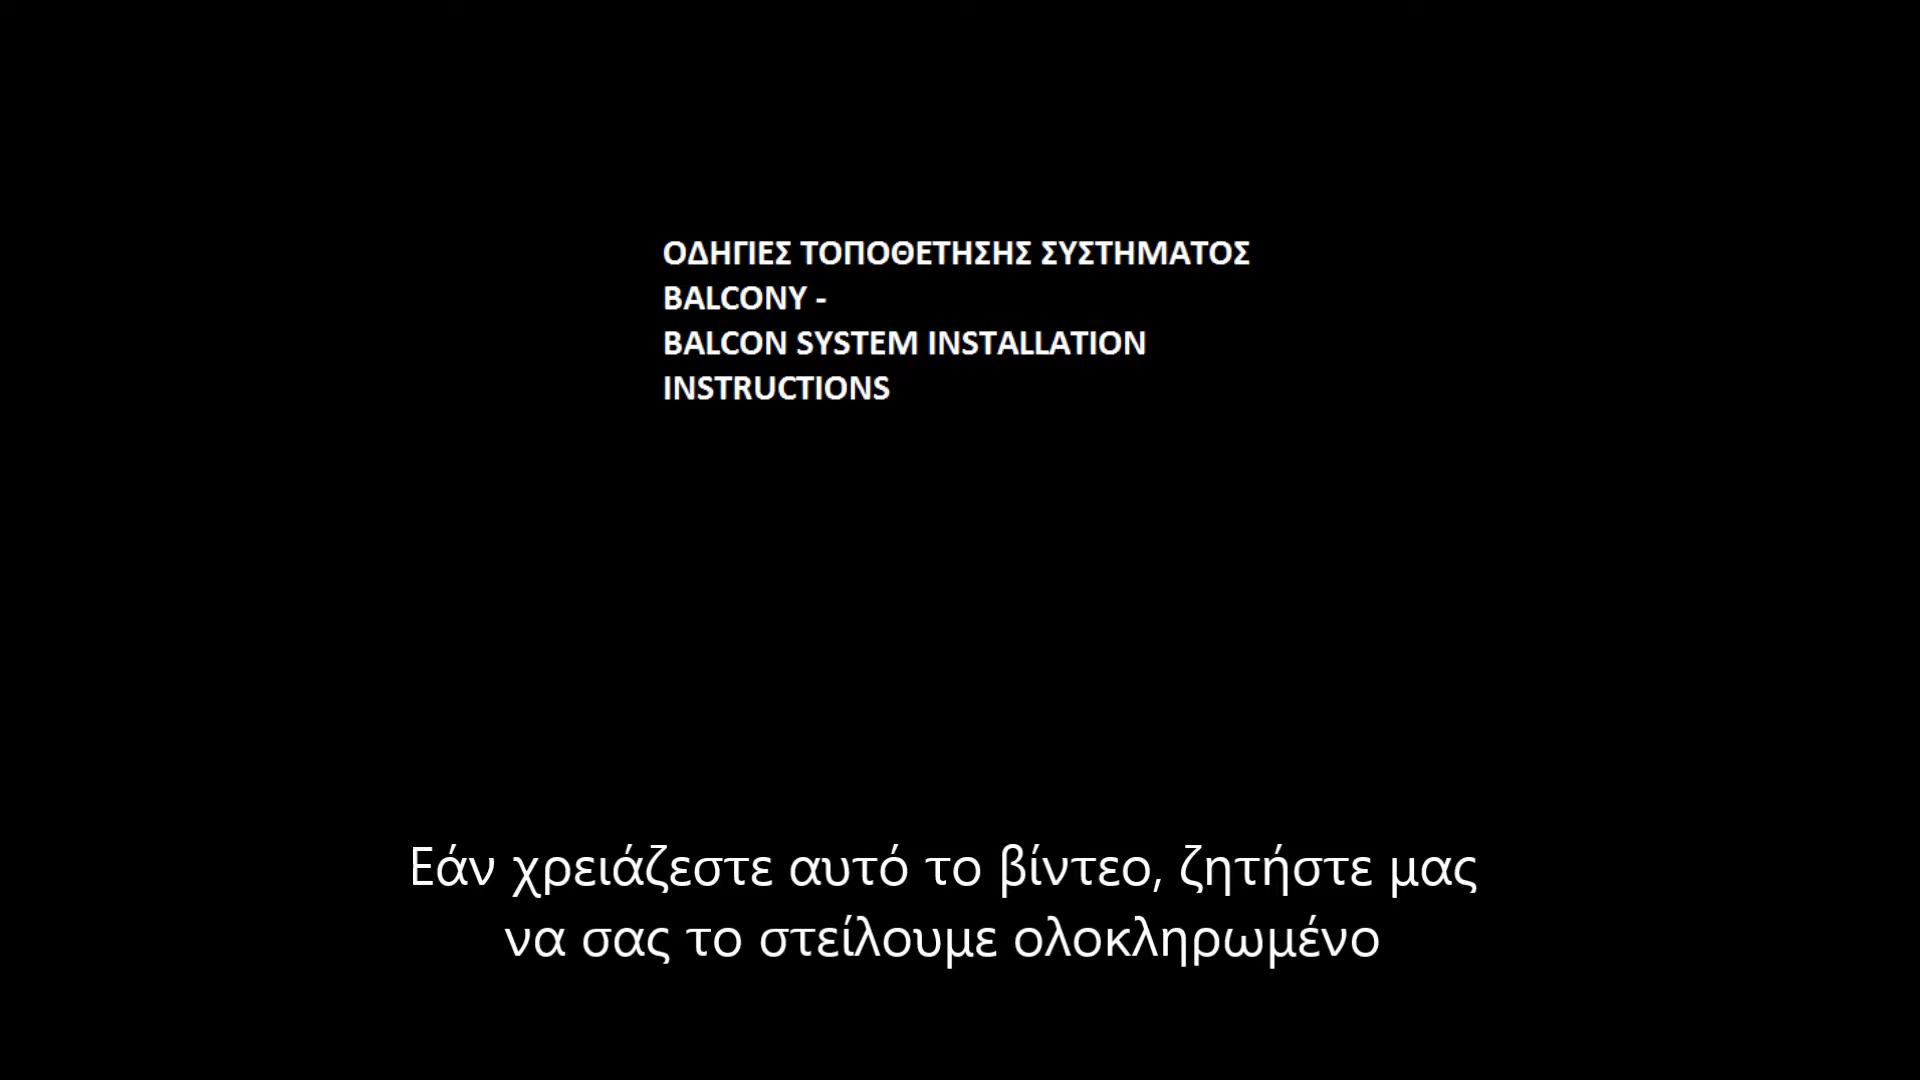 ΟΔΗΓΙΕΣ ΤΟΠΟΘΕΤΗΣΗΣ ΣΥΣΤΗΜΑΤΟΣ
BALCONY -
BALCON SYSTEM INSTALLATION
INSTRUCTIONS
Εάν χρειάζεστε αυτό το βίντεο, ζητήστε μας
να σας το στείλουμε ολοκληρωμένο